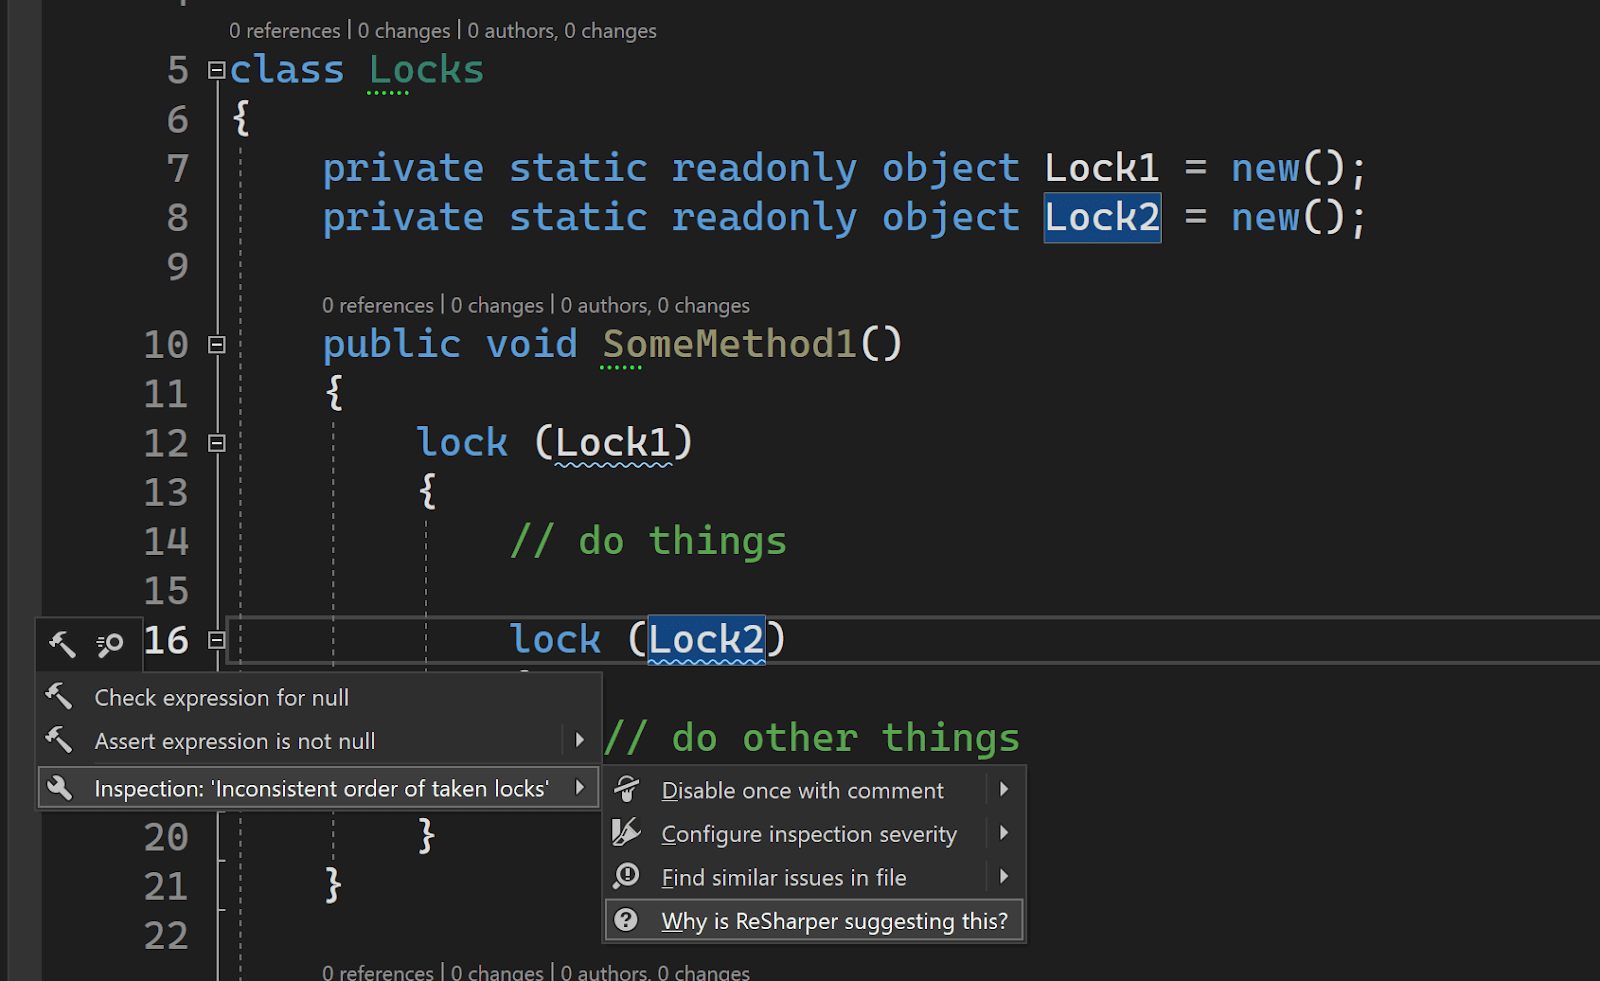 0 references | 0 changes | 0 authors, 0 changes
5 class Locks
6 {
7 private static readonly object Lock1 = new();
8 private static readonly object Lock2 = new();
9
0 references | 0 changes | 0 authors, 0 changes
10 public void SomeMethod1()
11 {
12 lock (Lock1)
13 {
14 // do things
15
16 lock (Lock2)
Check expression for null
// do other things
Assert expression is not null
Inspection: 'Inconsistent order of taken locks'
Disable once with comment
Configure inspection severity
Find similar issues in file
Why is ReSharper suggesting this?
20 }
21 }
22
0 references | 0 changes | 0 authors, 0 changes